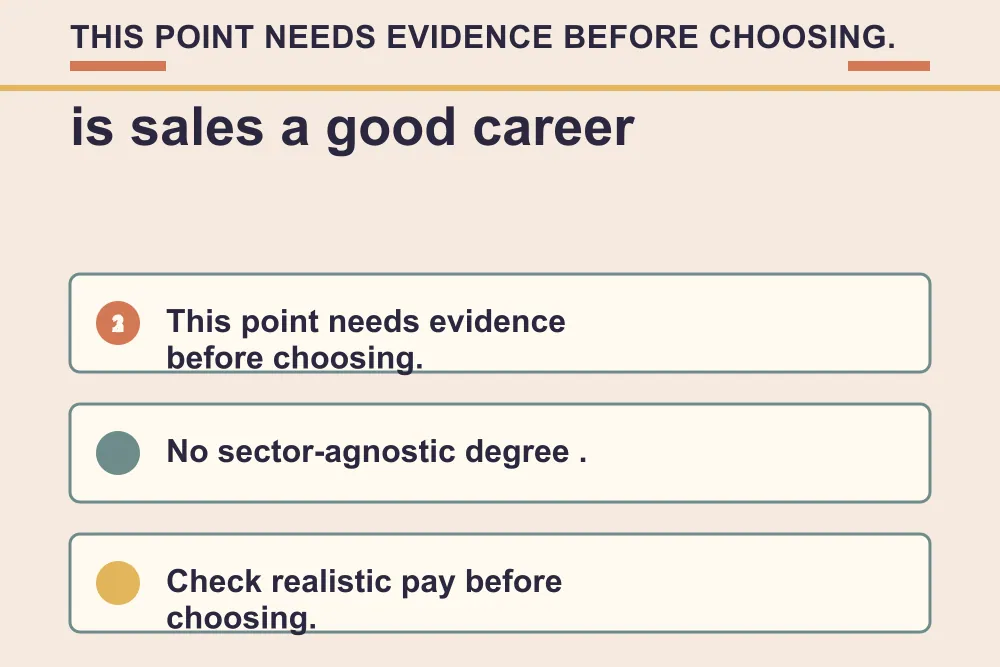 THIS POINT NEEDS EVIDENCE BEFORE CHOOSING.
is sales a good career
This point needs evidence
before choosing.
No sector-agnostic degree .
Check realistic pay before
choosing.